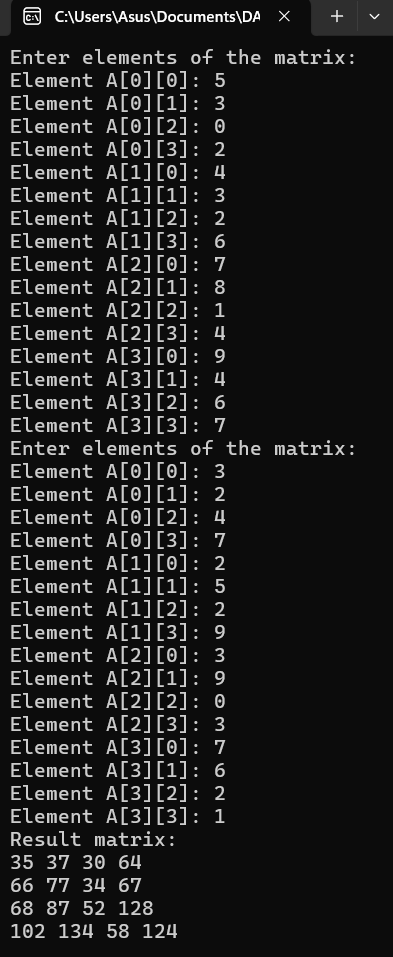 C:\Users\Asus\Documents\DA
Enter elements of the matrix:
Element A[0][0]: 5
Element A[0][1]: 3
Element A[0][2]: 0
Element A[0][3]: 2
Element A[1][0]: 4
Element A[1][1]: 3
Element A[1][2]: 2
Element A[1][3]: 6
Element A[2][0]: 7
Element A[2][1]: 8
Element A[2][2]: 1
Element A[2][3]: 4
Element A[3][0]: 9
Element A[3][1]: 4
Element A[3][2]: 6
Element A[3][3]: 7
Enter elements of the matrix:
Element A[0][0]: 3
Element A[0][1]: 2
Element A[0][2]: 4
Element A[0][3]: 7
Element A[1][0]: 2
Element A[1][1]: 5
Element A[1][2]: 2
Element A[1][3]: 9
Element A[2][0]: 3
Element A[2][1]: 9
Element A[2][2]: 0
Element A[2][3]: 3
Element A[3][0]: 7
Element A[3][1]: 6
Element A[3][2]: 2
Element A[3][3]: 1
Result matrix:
35 37 30 64
66 77 34 67
68 87 52 128
102 134 58 124